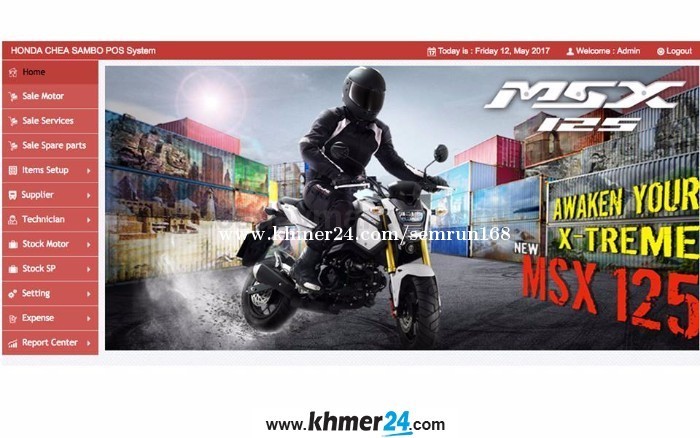 HONDA CHEA SAMBO POS System
Today is : Friday 12, May 2017
Welcome : Admin
Logout
Home
Sale Motor
Sale Services
Sale Spare parts
Items Setup
Supplier
Technician
Stock Motor
Stock SP
Setting
Expense
Report Center
MSX
125
AWAKEN YOUR
X-TREME
NEW
MSX 125
khmer24
www.khmer24.com/semrun168
www.khmer24.com